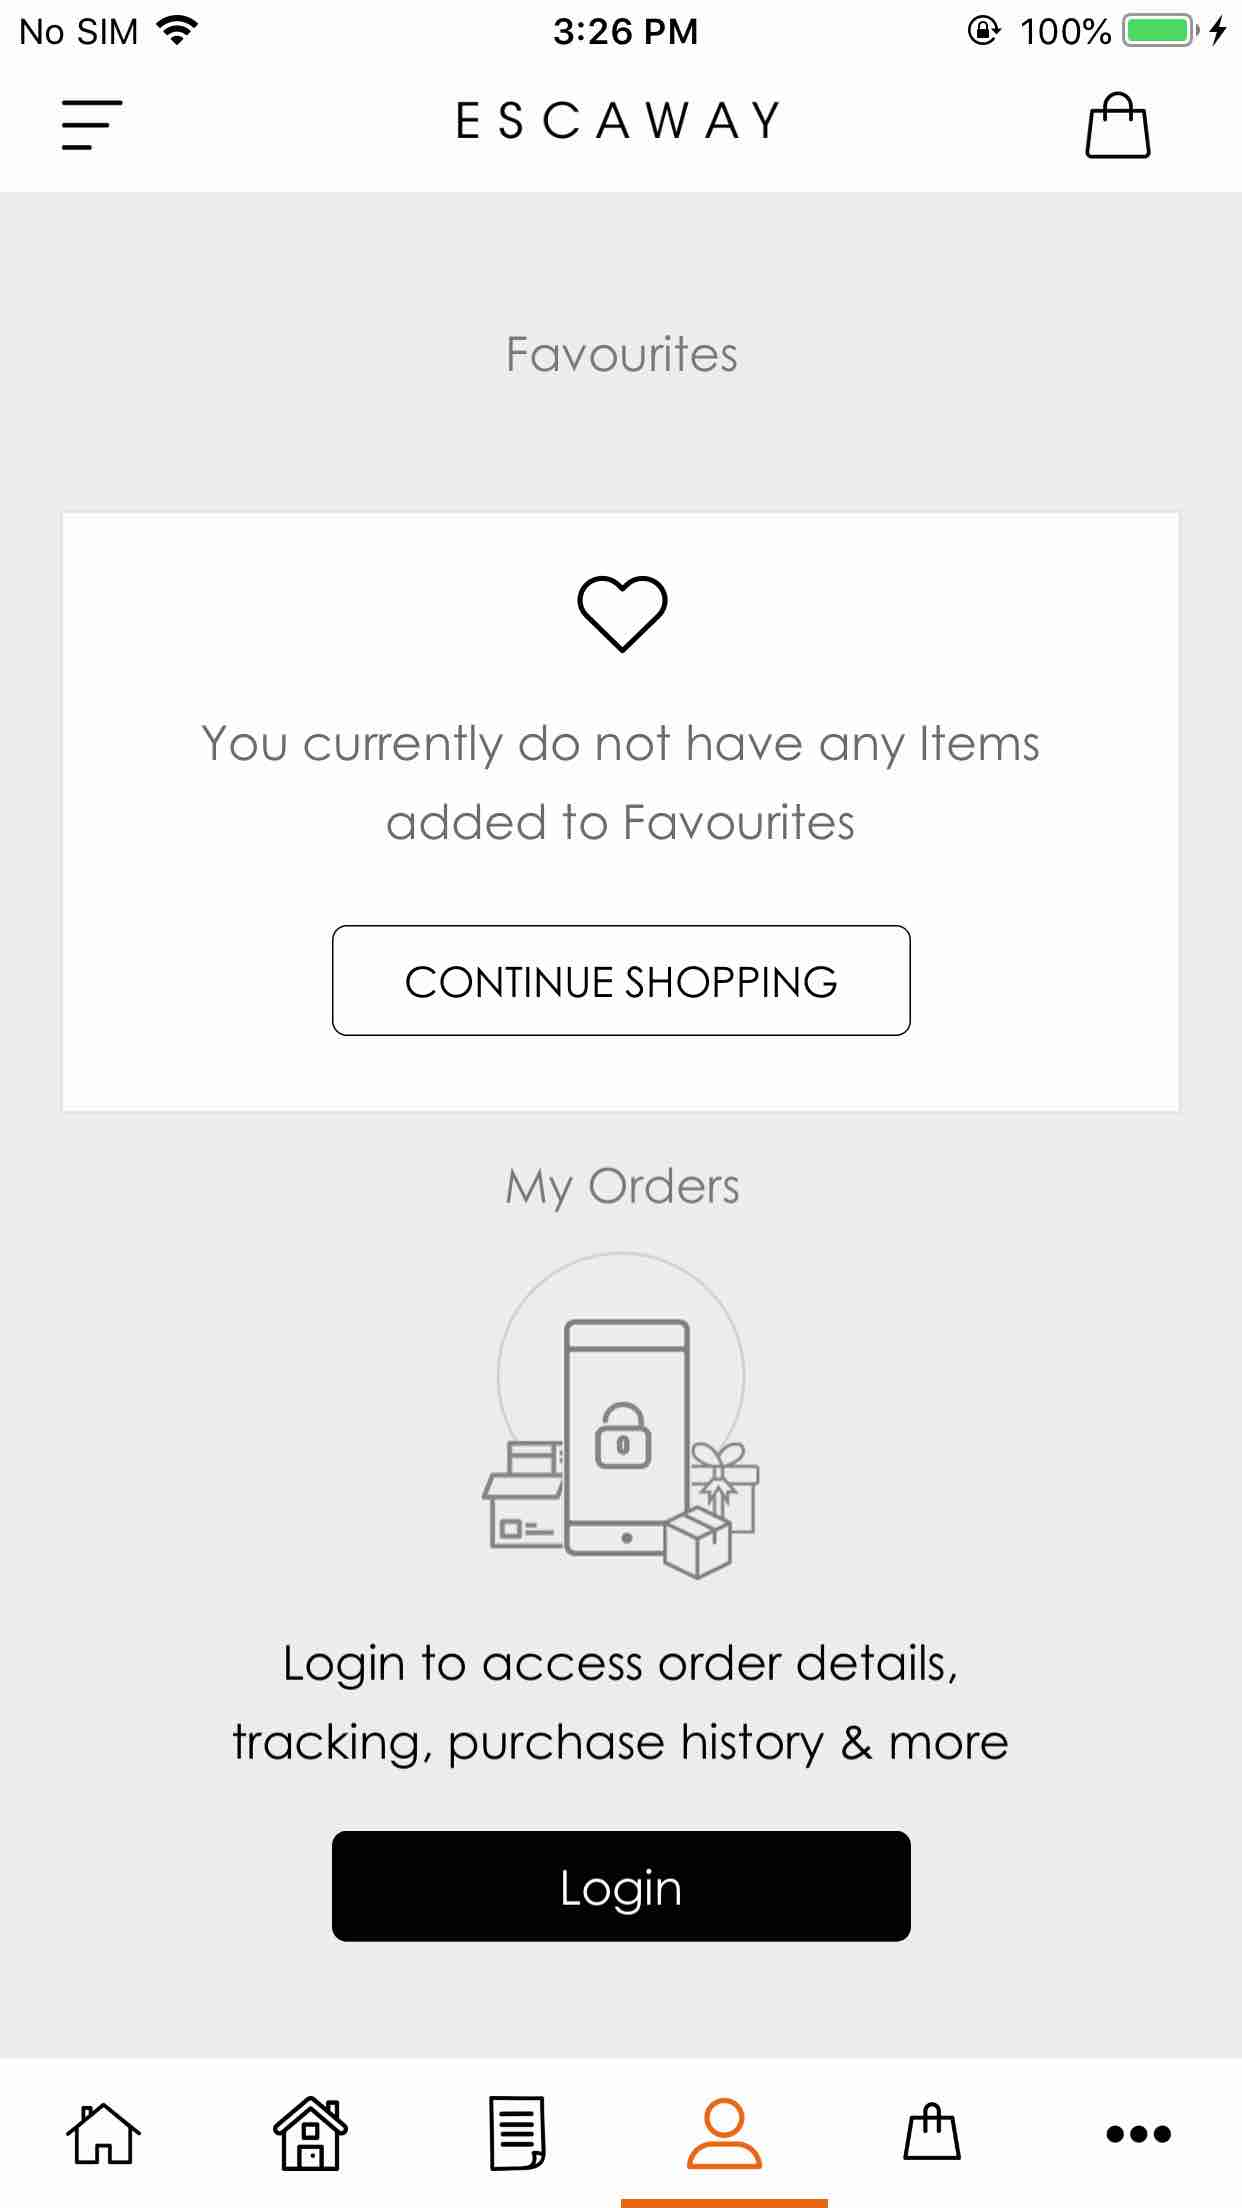 No SIM 3:26 PM 100%
ESCAWAY
Favourites
You currently do not have any Items
added to Favourites
CONTINUE SHOPPING
My Orders
Login to access order details,
tracking, purchase history & more
Login